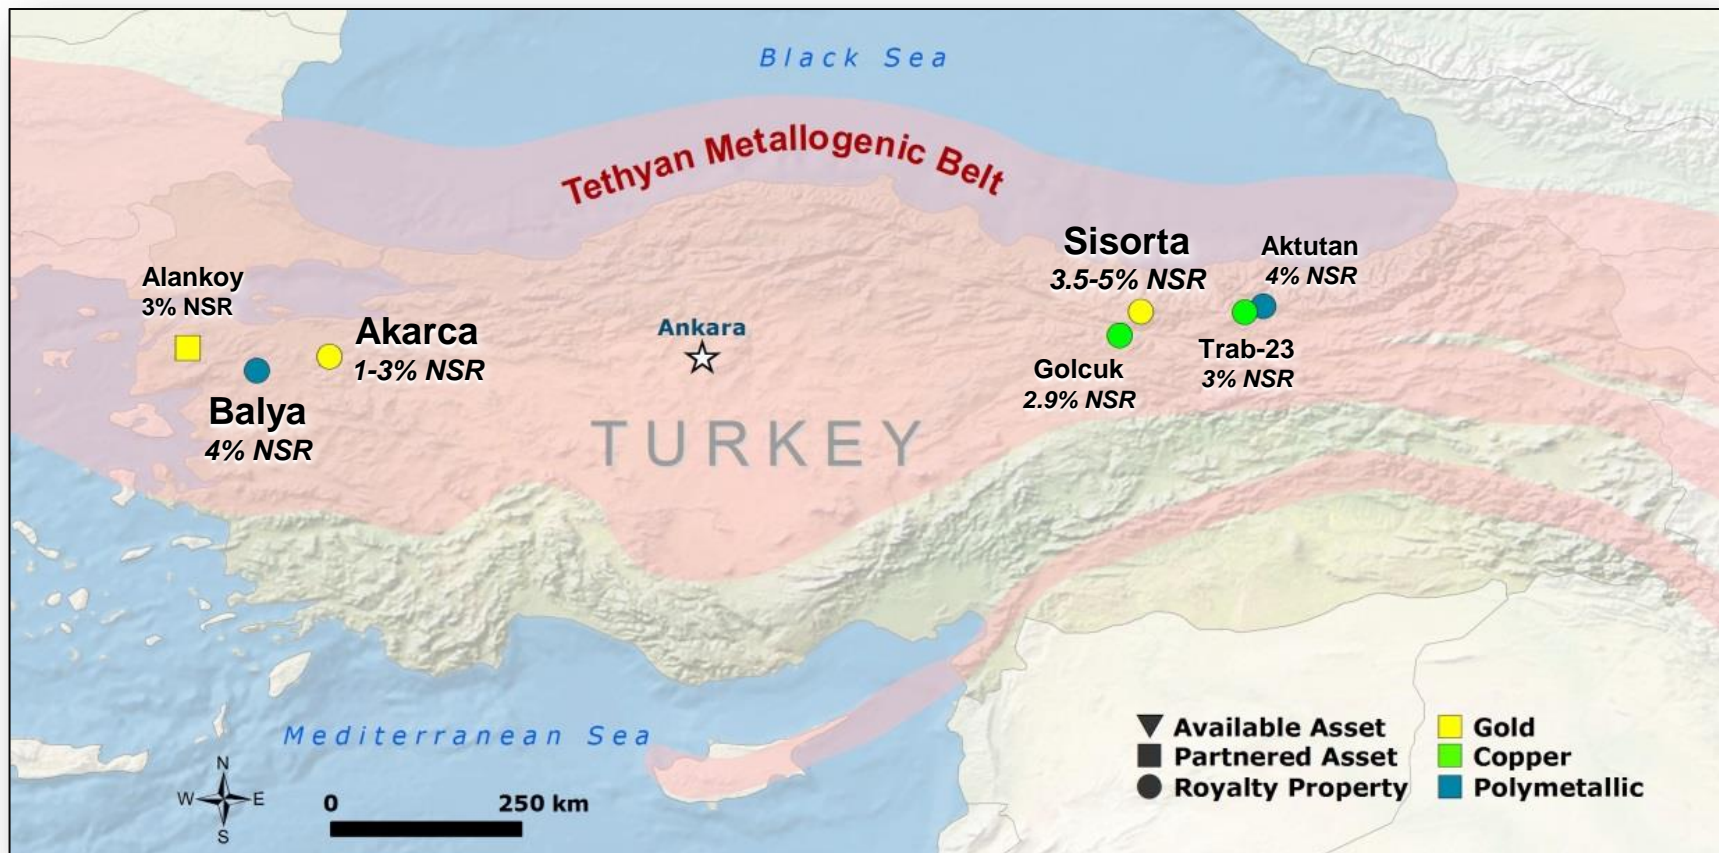 Black Sea
Tethyan Metallogenic Belt
Sisorta
3.5-5% NSR
Aktutan
4% NSR
Alankoy
3% NSR
Akarca
1-3% NSR
Ankara
Golcuk
2.9% NSR
Trab-23
3% NSR
Balya
4% NSR
TURKEY
Mediterranean Sea
N
W E
S
0 250 km
Available Asset
Partnered Asset
Royalty Property
Gold
Copper
Polymetallic